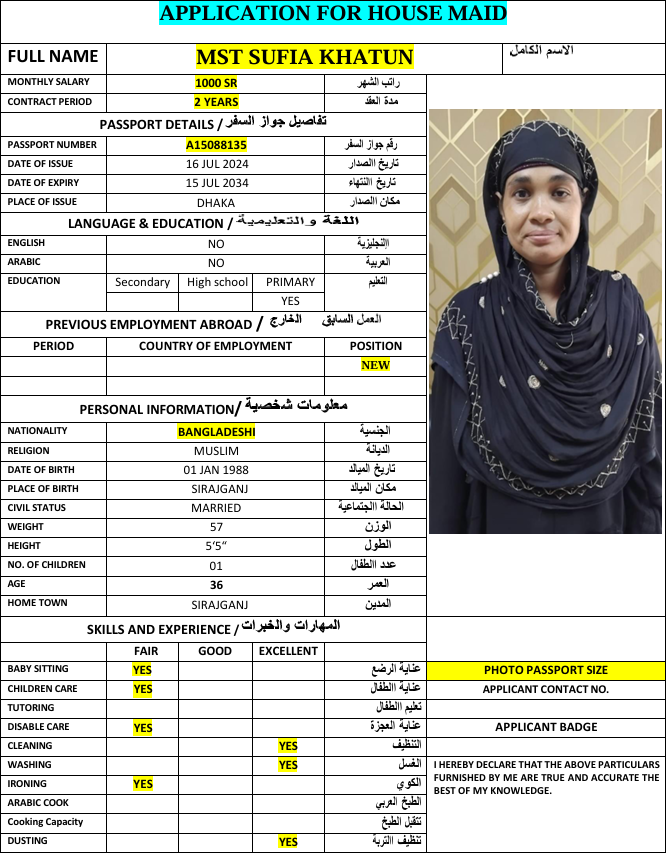 APPLICATION FOR HOUSE MAID
FULL NAME MST SUFIA KHATUN الاسم الكامل
MONTHLY SALARY 1000 SR راتب الشهر
CONTRACT PERIOD 2 YEARS مدة العقد
PASSPORT DETAILS / تفاصيل جواز السفر
PASSPORT NUMBER A15088135 رقم جواز السفر
DATE OF ISSUE 16 JUL 2024 تاريخ االصدار
DATE OF EXPIRY 15 JUL 2034 تاريخ االنتهاء
PLACE OF ISSUE DHAKA مكان االصدار
LANGUAGE & EDUCATION / اللغة والتعليمية
ENGLISH NO اإلنجليزية
ARABIC NO العربية
EDUCATION Secondary High school PRIMARY التعليم
YES
PREVIOUS EMPLOYMENT ABROAD / العمل السابق الخارج
PERIOD COUNTRY OF EMPLOYMENT POSITION
NEW
PERSONAL INFORMATION/ معلومات شخصية
NATIONALITY BANGLADESHI الجنسية
RELIGION MUSLIM الديانة
DATE OF BIRTH 01 JAN 1988 تاريخ الميالد
PLACE OF BIRTH SIRAJGANJ مكان الميالد
CIVIL STATUS MARRIED الحالة االجتماعية
WEIGHT 57 الوزن
HEIGHT 5'5“ الطول
NO. OF CHILDREN 01 عدد االطفال
AGE 36 العمر
HOME TOWN SIRAJGANJ المدين
SKILLS AND EXPERIENCE / المهارات والخبرات
FAIR GOOD EXCELLENT
BABY SITTING YES عناية الرضع
CHILDREN CARE YES عناية االطفال
TUTORING تعليم االطفال
DISABLE CARE YES عناية العجزة
CLEANING YES التنظيف
WASHING YES الغسل
IRONING YES الكوي
ARABIC COOK الطبخ العربي
Cooking Capacity تتقبل الطبخ
DUSTING YES تنظيف االتربة
PHOTO PASSPORT SIZE
APPLICANT CONTACT NO.
APPLICANT BADGE
I HEREBY DECLARE THAT THE ABOVE PARTICULARS
FURNISHED BY ME ARE TRUE AND ACCURATE THE
BEST OF MY KNOWLEDGE.